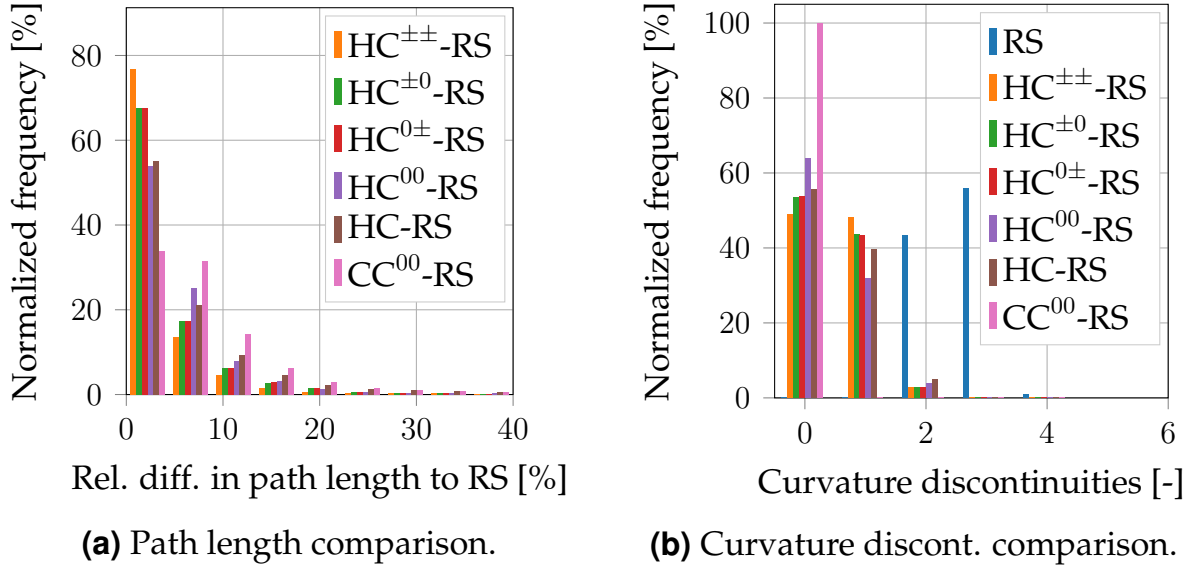 Normalized frequency [%]
80
60
40
20
0
0
10
20
30
40
HC±±-RS
HC±0-RS
HC0±-RS
HC00-RS
HC-RS
CC00-RS
Rel. diff. in path length to RS [%]
(a) Path length comparison.
Normalized frequency [%]
100
80
60
40
20
0
0
2
4
6
RS
HC±±-RS
HC±0-RS
HC0±-RS
HC00-RS
HC-RS
CC00-RS
Curvature discontinuities [-]
(b) Curvature discont. comparison.